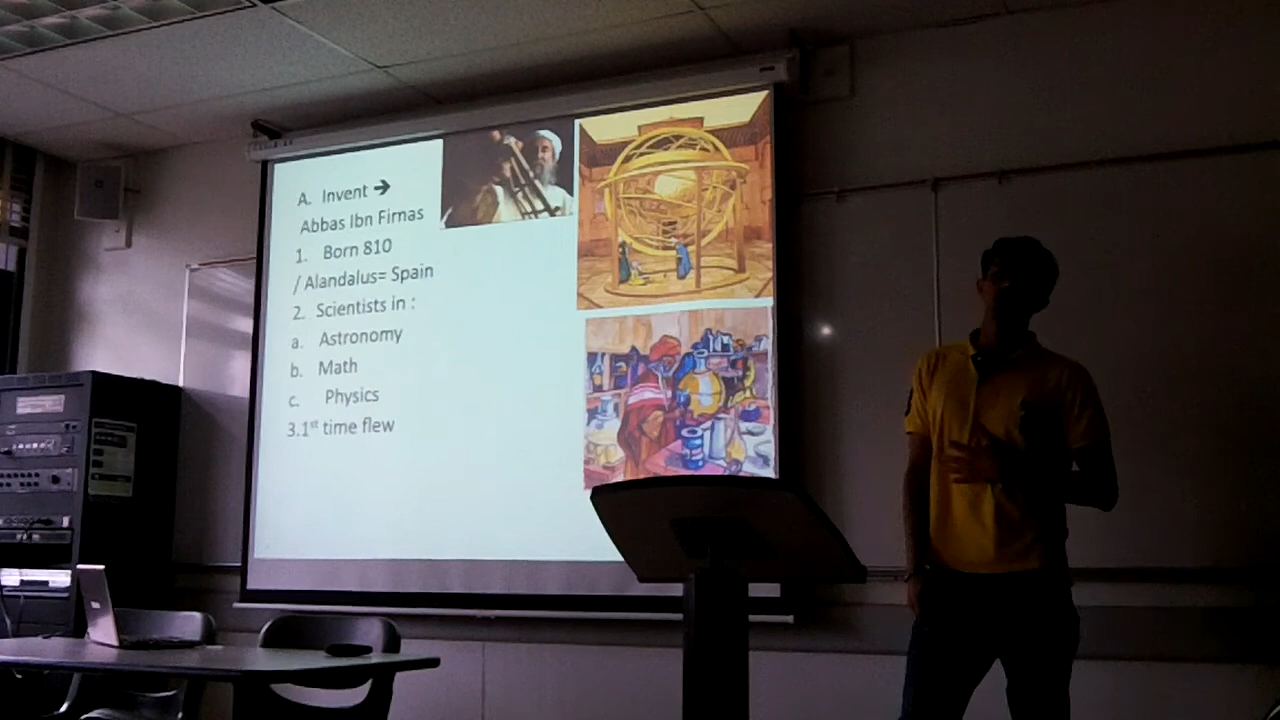 A. Invent ➔
Abbas Ibn Firnas
1. Born 810
/ Alandalus= Spain
2. Scientists in :
a. Astronomy
b. Math
c. Physics
3.1st time flew